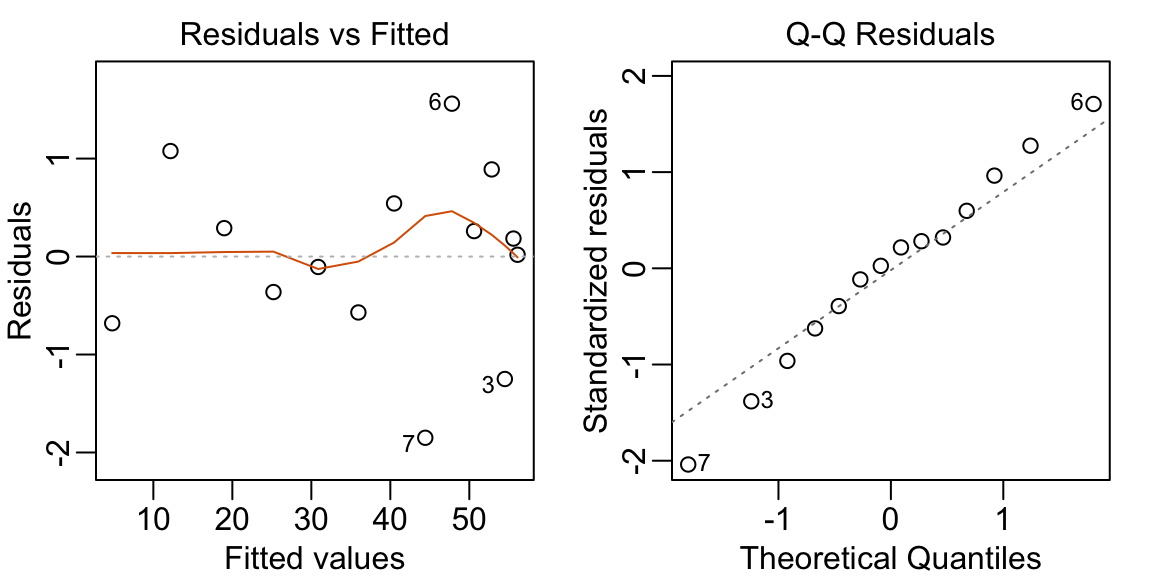 Residuals vs Fitted
Residuals
1
0
-1
-2
6
3
7
10 20 30 40 50
Fitted values
Q-Q Residuals
Standardized residuals
2
1
0
-1
-2
6
3
7
-1 0 1
Theoretical Quantiles